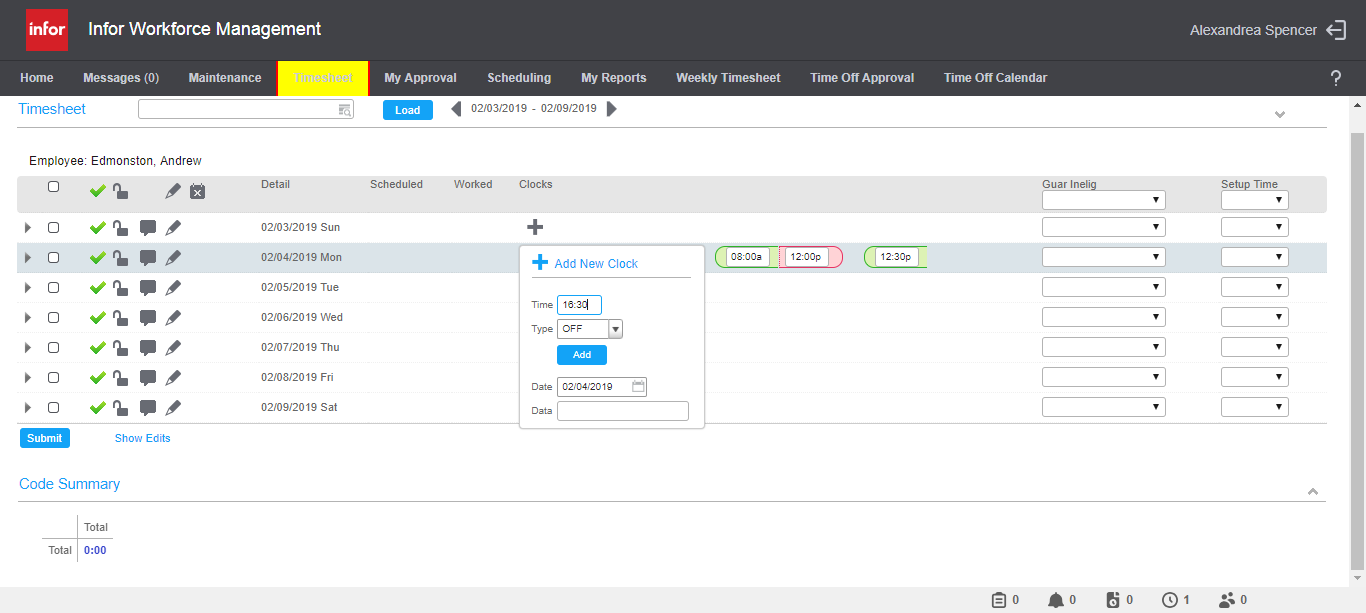 infor Infor Workforce Management Alexandrea Spencer
Home Messages (0) Maintenance Timesheet My Approval Scheduling My Reports Weekly Timesheet Time Off Approval Time Off Calendar ?
Timesheet Load 02/03/2019 - 02/09/2019
Employee: Edmonston, Andrew
Detail Scheduled Worked Clocks Guar Inelig Setup Time
02/03/2019 Sun
02/04/2019 Mon 08:00a 12:00p 12:30p
Add New Clock
02/05/2019 Tue
Time 16:30
02/06/2019 Wed
Type OFF
02/07/2019 Thu
Add
02/08/2019 Fri
Date 02/04/2019
02/09/2019 Sat
Data
Submit Show Edits
Code Summary
Total
Total 0:00
0 0 0 1 0